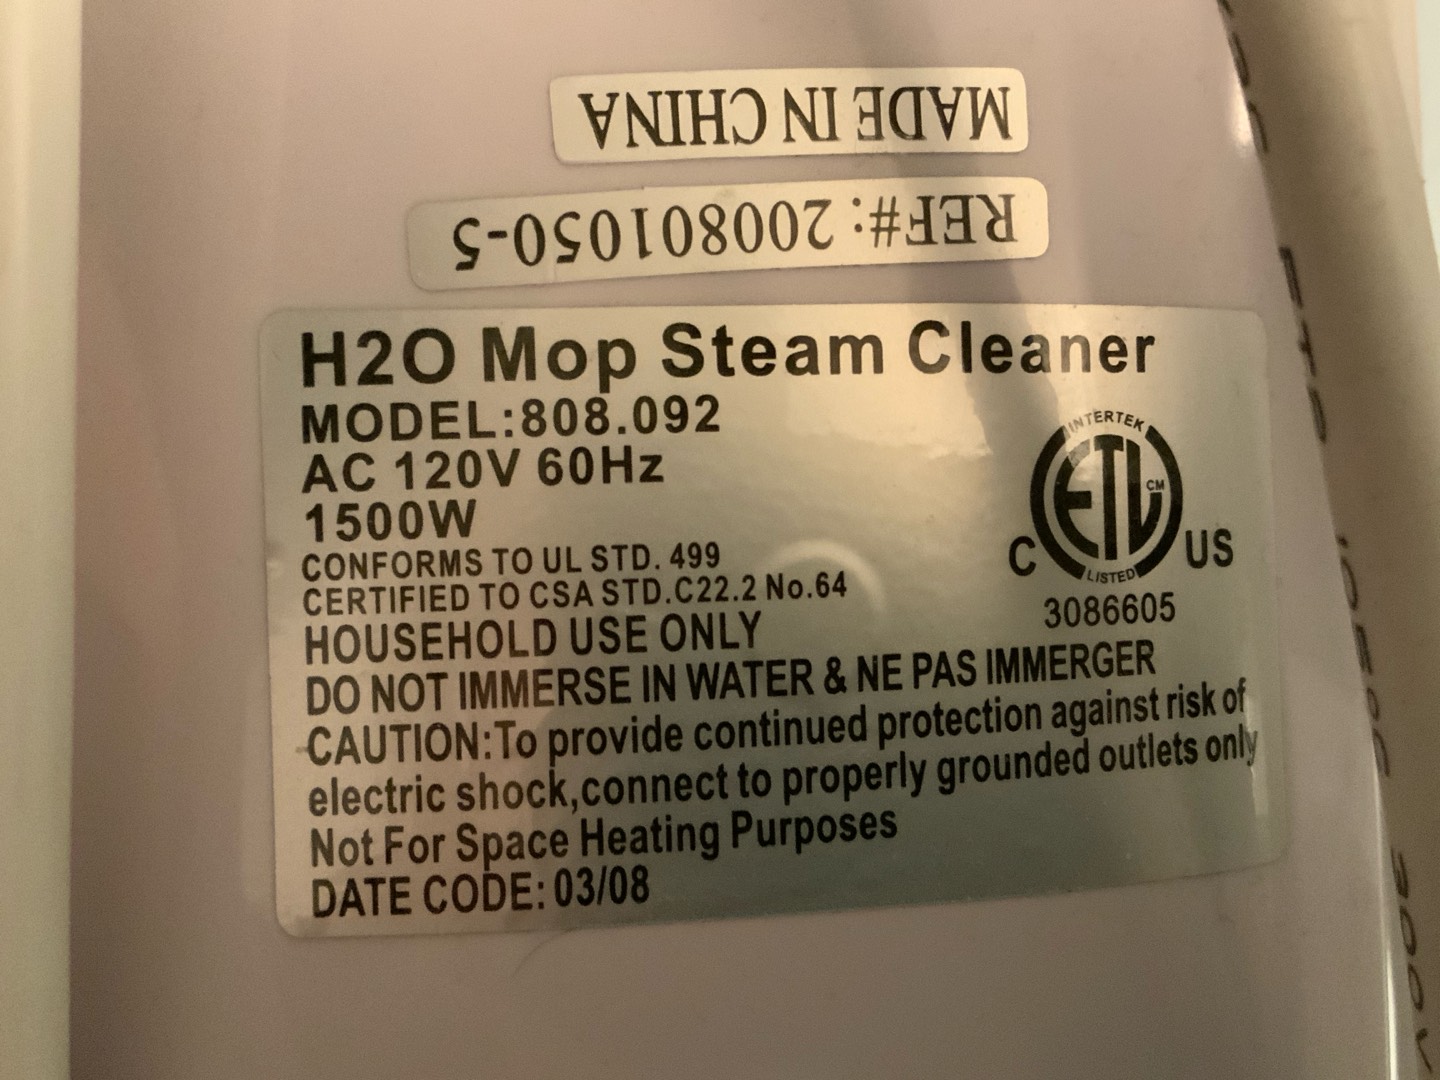 MADE IN CHINA
REF#: 200801050-5
H2O Mop Steam Cleaner
MODEL:808.092
AC 120V 60Hz
1500W
CONFORMS TO UL STD. 499
CERTIFIED TO CSA STD.C22.2 No.64
INTERTEK
ETL CM
C US
LISTED
3086605
HOUSEHOLD USE ONLY
DO NOT IMMERSE IN WATER & NE PAS IMMERGER
CAUTION:To provide continued protection against risk of
electric shock,connect to properly grounded outlets only
Not For Space Heating Purposes
DATE CODE: 03/08